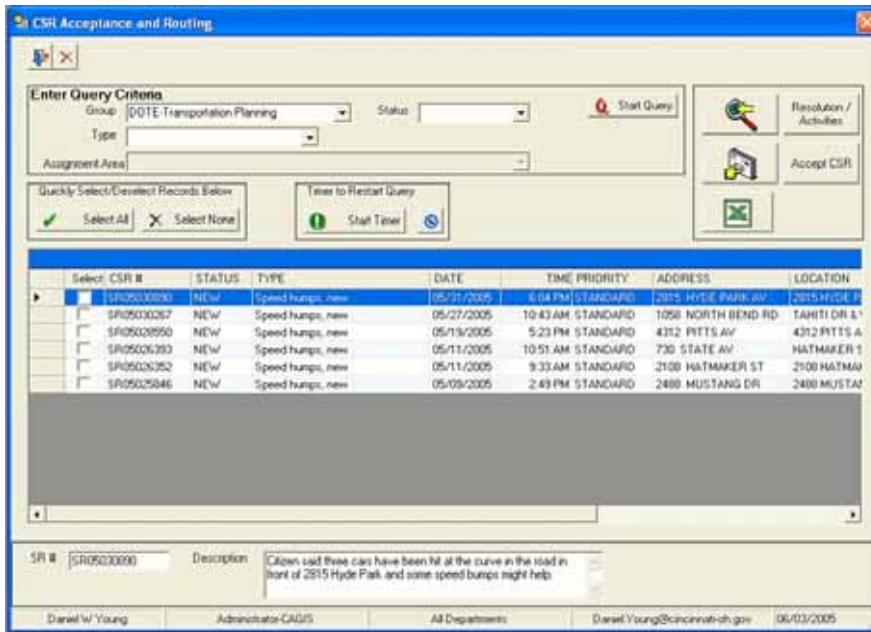 CSR Acceptance and Routing
Enter Query Criteria
Group DOTE-Transportation Planning Status Start Query
Type
Assignment Area
Resolution / Activities
Accept CSR
Quickly Select/Deselect Records Below
Select All Select None
Timer to Restart Query
Start Timer
Select CSR # STATUS TYPE DATE TIME PRIORITY ADDRESS LOCATION
SR05030890 NEW Speed humps, new 05/31/2005 6:04 PM STANDARD 2815 HYDE PARK AV 2815 HYDE P
SR05030267 NEW Speed humps, new 05/27/2005 10:43 AM STANDARD 1058 NORTH BEND RD TAHITI DR &
SR05028550 NEW Speed humps, new 05/19/2005 5:23 PM STANDARD 4312 PITTS AV 4312 PITTS A
SR05026393 NEW Speed humps, new 05/11/2005 10:51 AM STANDARD 730 STATE AV HATMAKER
SR05026352 NEW Speed humps, new 05/11/2005 9:33 AM STANDARD 2108 HATMAKER ST 2108 HATMA
SR05025846 NEW Speed humps, new 05/09/2005 2:49 PM STANDARD 2488 MUSTANG DR 2488 MUSTA
SR # SR05030890 Description Citizen said three cars have been hit at the curve in the road in
front of 2815 Hyde Park and some speed bumps might help.
Daniel W Young Administrator-CAGIS All Departments Daniel.Young@cincinnati-oh.gov 06/03/2005